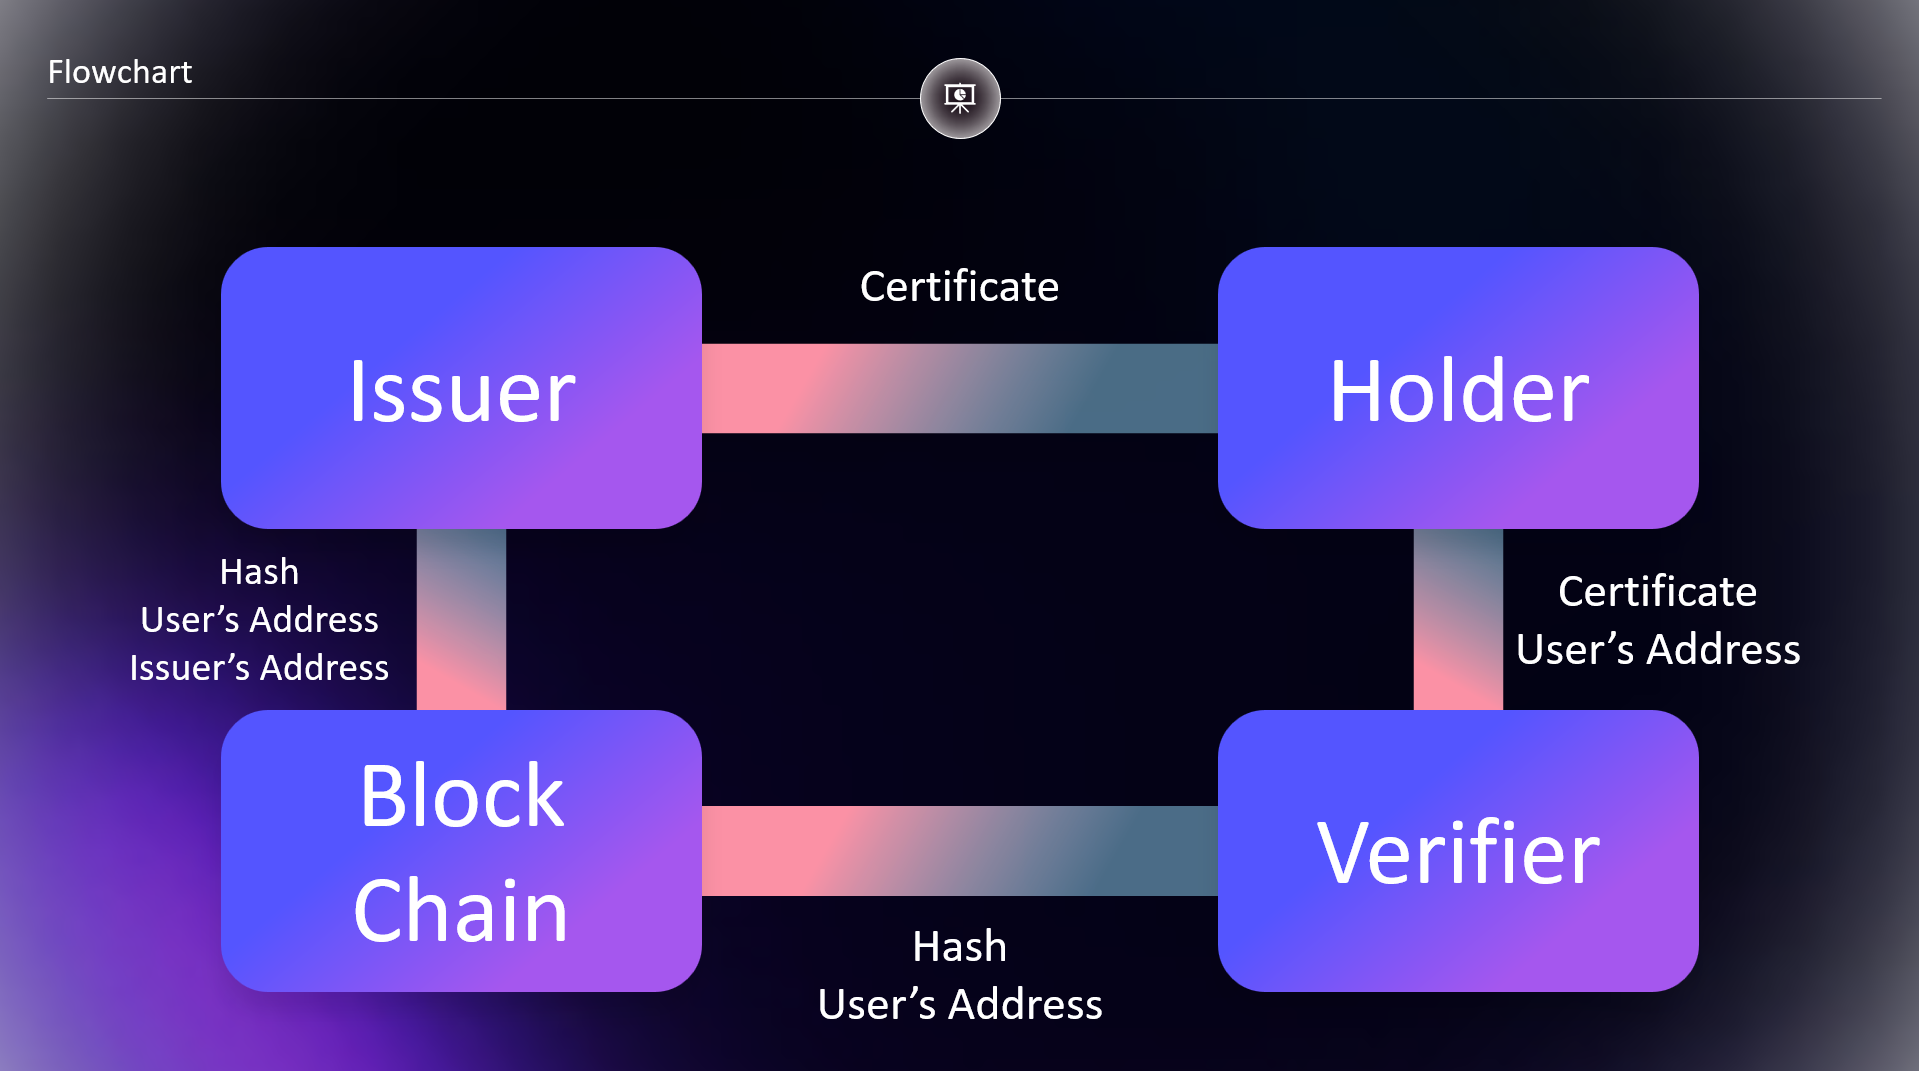 Flowchart
Certificate
Issuer
Holder
Hash
User’s Address
Issuer’s Address
Certificate
User’s Address
Block
Chain
Verifier
Hash
User’s Address